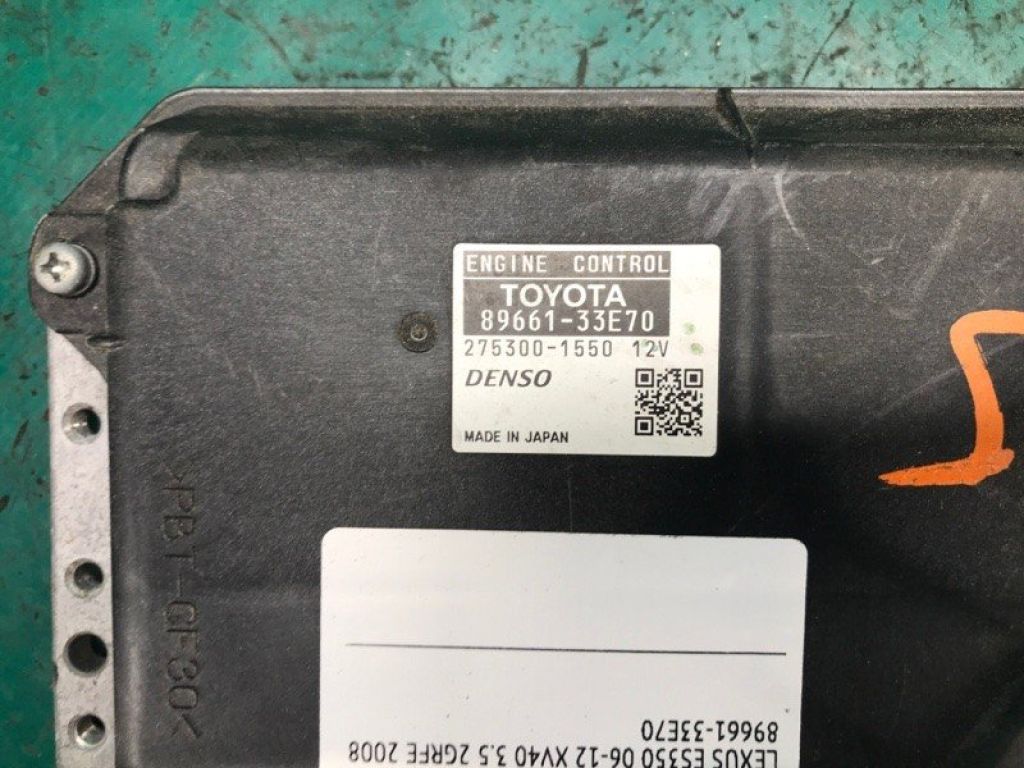 ENGINE CONTROL
TOYOTA
89661-33E70
275300-1550 12V
DENSO
MADE IN JAPAN
>PBT-GF30<
LEXUS ES350 06-12 XV40 3.5 2GRFE 2008
89661-33E70